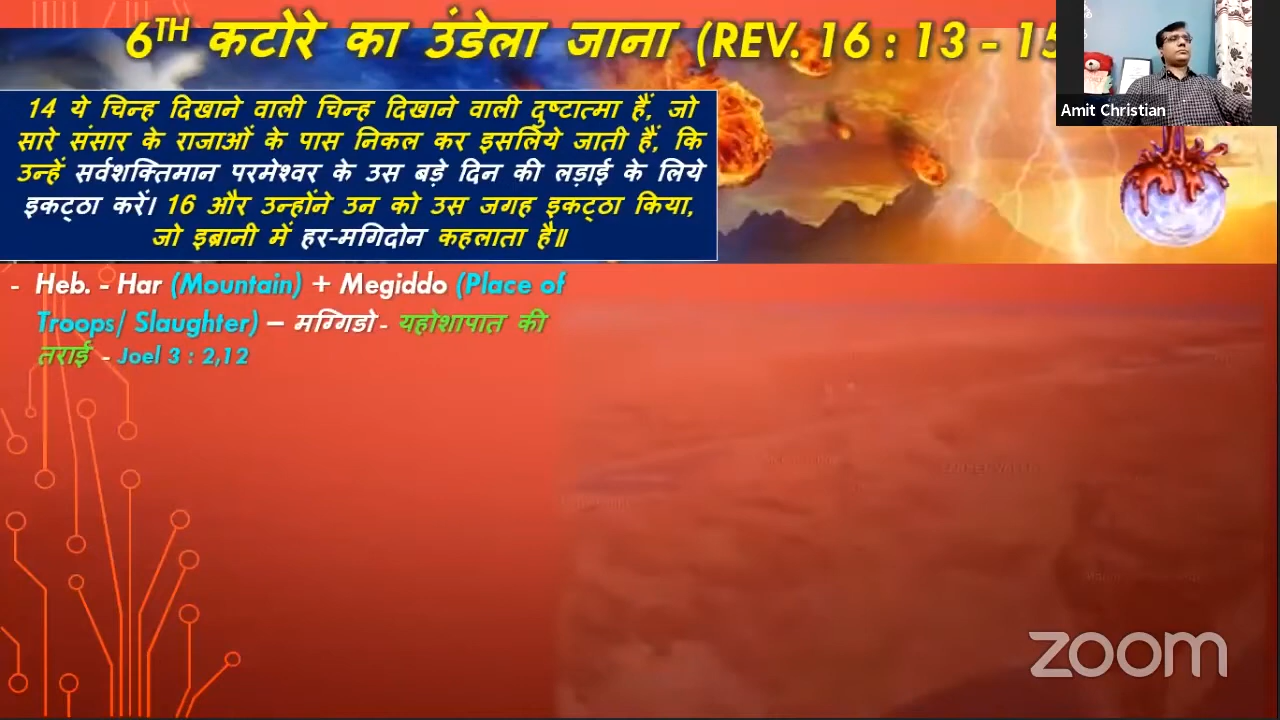 6TH कटोरे का उंडेला जाना (REV. 16 : 13 - 15
Amit Christian
14 ये चिन्ह दिखाने वाली चिन्ह दिखाने वाली दुष्टात्मा हैं, जो
सारे संसार के राजाओं के पास निकल कर इसलिये जाती हैं, कि
उन्हें सर्वशक्तिमान परमेश्वर के उस बड़े दिन की लड़ाई के लिये
इकट्ठा करें। 16 और उन्होंने उन को उस जगह इकट्ठा किया,
जो इब्रानी में हर-मगिदोन कहलाता है॥
- Heb. - Har (Mountain) + Megiddo (Place of
Troops/ Slaughter) – मग्गिडो - यहोशापात की
तराई - Joel 3 : 2,12
zoom